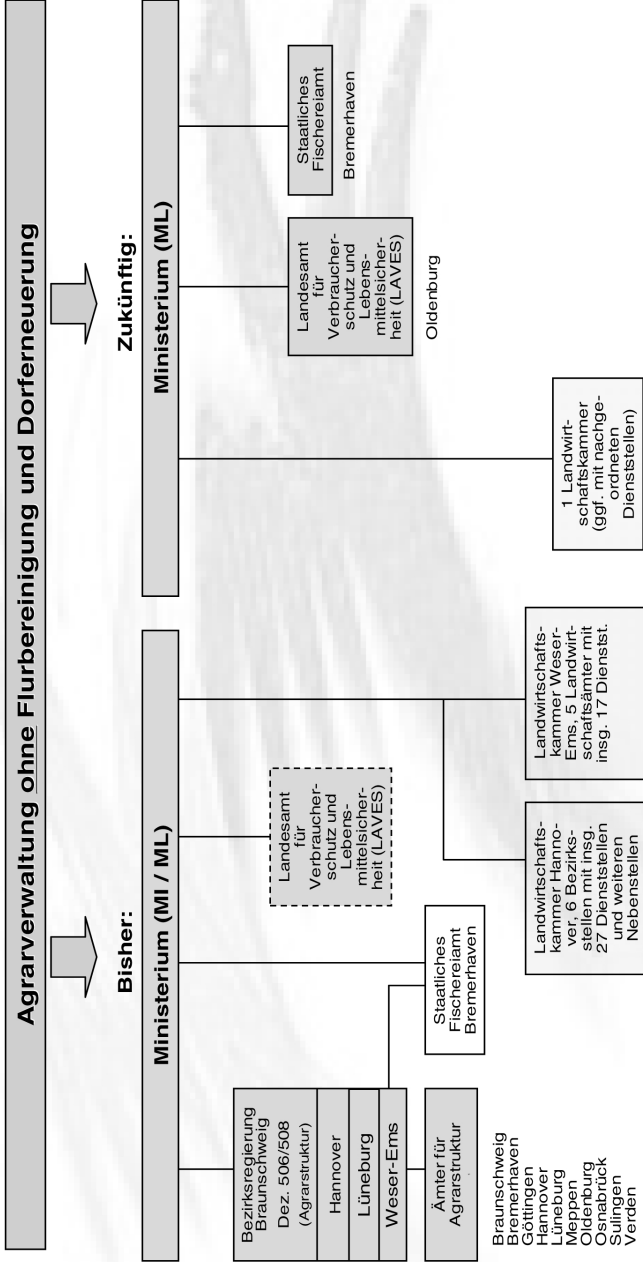 Agrarverwaltung ohne Flurbereinigung und Dorferneuerung
Bisher:
Ministerium (MI / ML)
Bezirksregierung
Braunschweig
Dez. 506/508
(Agrarstruktur)
Hannover
Lüneburg
Weser-Ems
Ämter für
Agrarstruktur
Braunschweig
Bremerhaven
Göttingen
Hannover
Lüneburg
Meppen
Oldenburg
Osnabrück
Sulingen
Verden
Staatliches
Fischereiamt
Bremerhaven
Landesamt
für
Verbraucher-
schutz und
Lebens-
mittelsicher-
heit (LAVES)
Landwirtschafts-
kammer Hanno-
ver, 6 Bezirks-
stellen mit insg.
27 Dienststellen
und weiteren
Nebenstellen
Landwirtschafts-
kammer Weser-
Ems, 5 Landwirt-
schaftsämter mit
insg. 17 Dienstst.
Zukünftig:
Ministerium (ML)
1 Landwirt-
schaftskammer
(ggf. mit nachge-
ordneten
Dienststellen)
Landesamt
für
Verbraucher-
schutz und
Lebens-
mittelsicher-
heit (LAVES)
Oldenburg
Staatliches
Fischereiamt
Bremerhaven